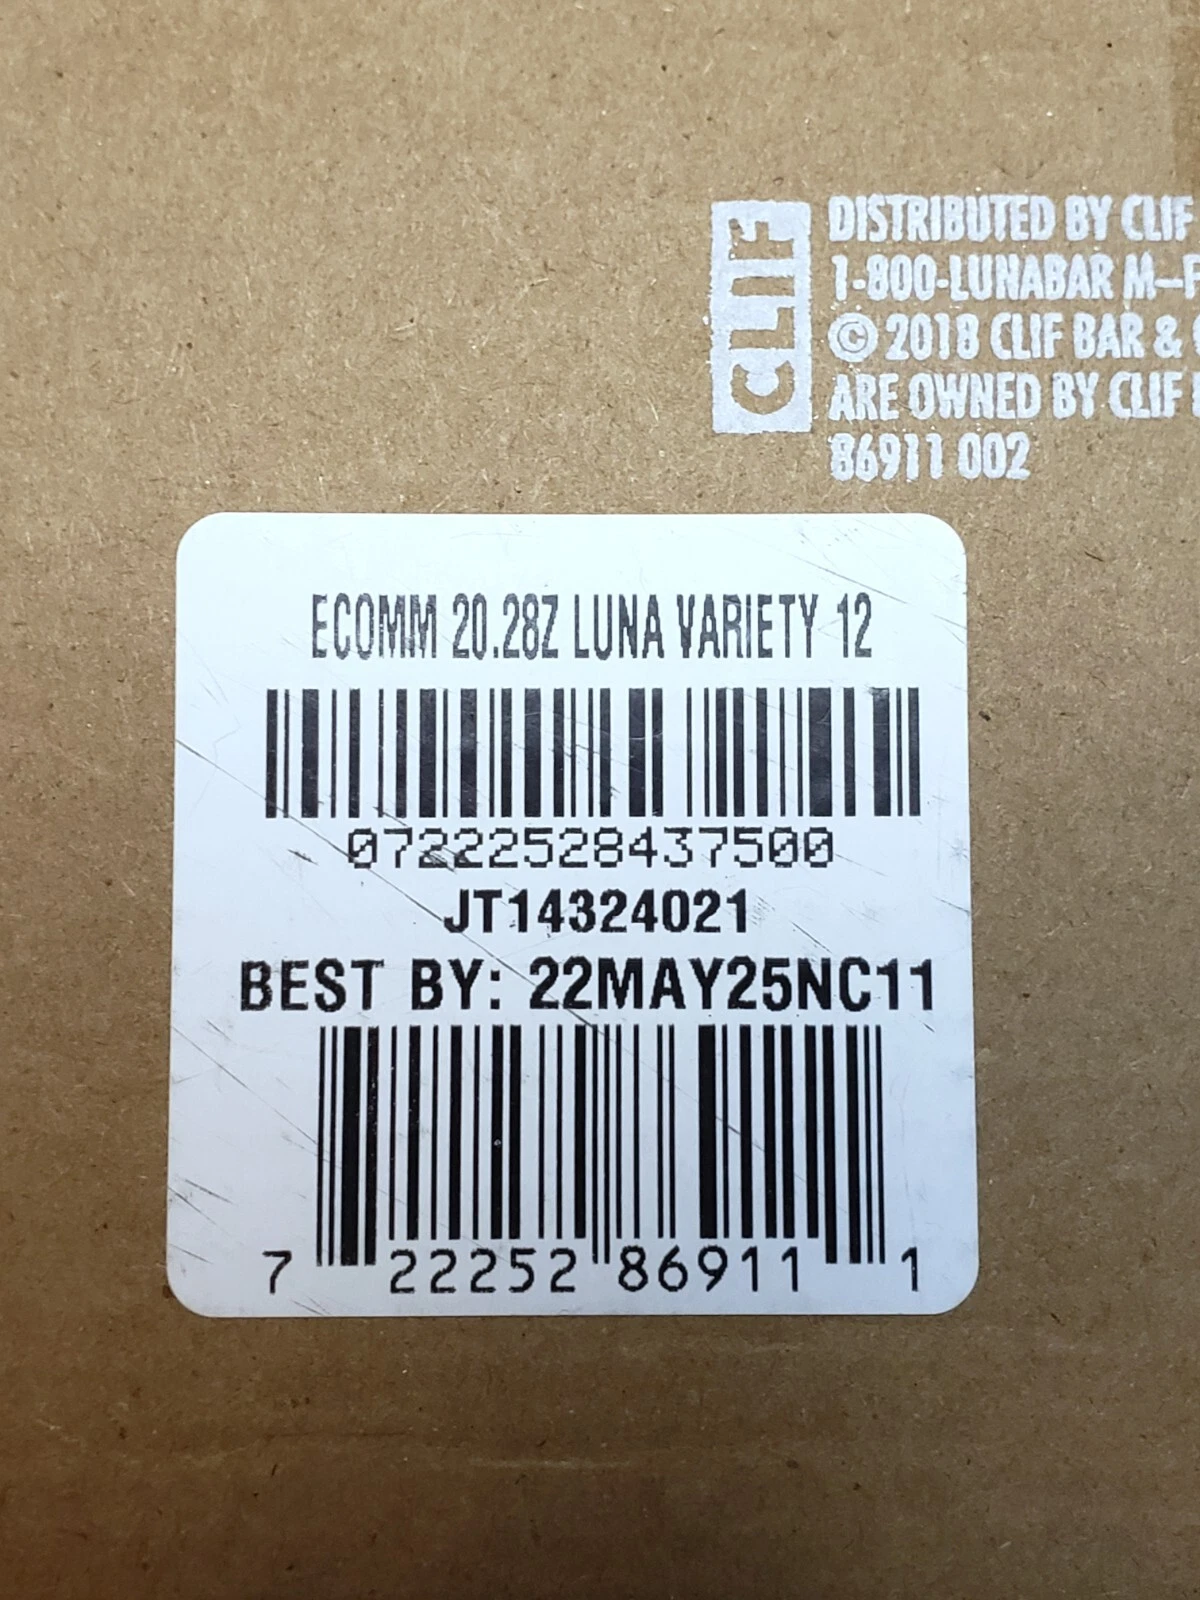 CLIF
DISTRIBUTED BY CLIF
1-800-LUNABAR M–F
© 2018 CLIF BAR &
ARE OWNED BY CLIF
86911 002
ECOMM 20.28Z LUNA VARIETY 12
07222528437500
JT14324021
BEST BY: 22MAY25NC11
7 22252 86911 1